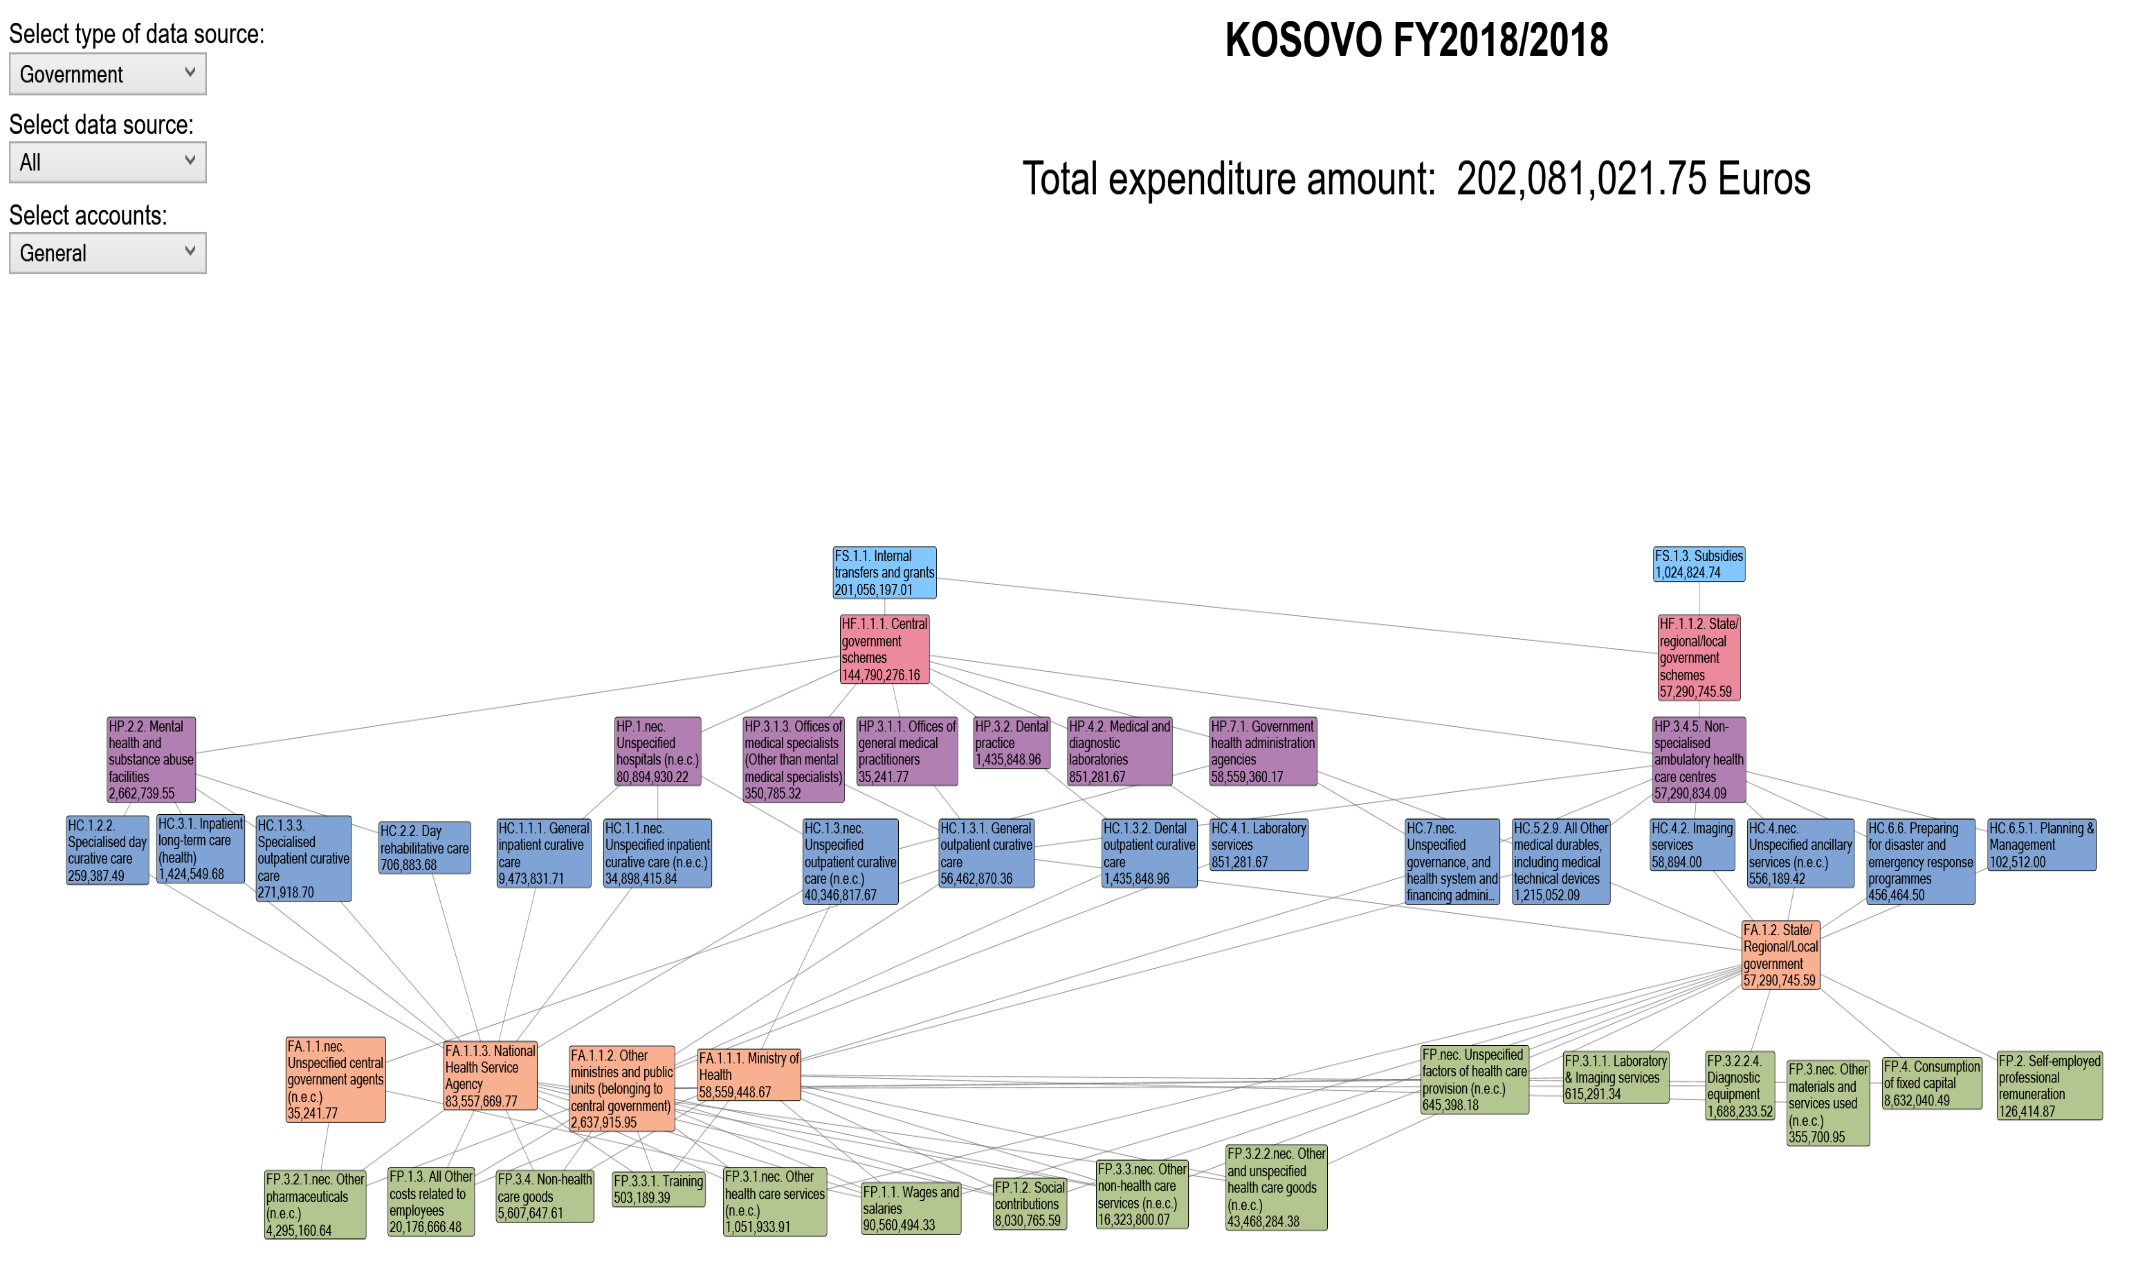 Select type of data source:
Government
Select data source:
All
Select accounts:
General
KOSOVO FY2018/2018
Total expenditure amount: 202,081,021.75 Euros
FS.1.1. Internal
transfers and grants
201,056,197.01
FS.1.3. Subsidies
1,024,824.74
HF.1.1.1. Central
government
schemes
144,790,276.16
HF.1.1.2. State/
regional/local
government
schemes
57,290,745.59
HP.2.2. Mental
health and
substance abuse
facilities
2,662,739.55
HP.1.nec.
Unspecified
hospitals (n.e.c.)
80,894,930.22
HP.3.1.3. Offices of
medical specialists
(Other than mental
medical specialists)
350,785.32
HP.3.1.1. Offices of
general medical
practitioners
35,241.77
HP.3.2. Dental
practice
1,435,848.96
HP.4.2. Medical and
diagnostic
laboratories
851,281.67
HP.7.1. Government
health administration
agencies
58,559,360.17
HP.3.4.5. Non-
specialised
ambulatory health
care centres
57,290,834.09
HC.1.2.2.
Specialised day
curative care
259,387.49
HC.3.1. Inpatient
long-term care
(health)
1,424,549.68
HC.1.3.3.
Specialised
outpatient curative
care
271,918.70
HC.2.2. Day
rehabilitative care
706,883.68
HC.1.1.1. General
inpatient curative
care
9,473,831.71
HC.1.1.nec.
Unspecified inpatient
curative care (n.e.c.)
34,898,415.84
HC.1.3.nec.
Unspecified
outpatient curative
care (n.e.c.)
40,346,817.67
HC.1.3.1. General
outpatient curative
care
56,462,870.36
HC.1.3.2. Dental
outpatient curative
care
1,435,848.96
HC.4.1. Laboratory
services
851,281.67
HC.7.nec.
Unspecified
governance, and
health system and
financing admini...
HC.5.2.9. All Other
medical durables,
including medical
technical devices
1,215,052.09
HC.4.2. Imaging
services
58,894.00
HC.4.nec.
Unspecified ancillary
services (n.e.c.)
556,189.42
HC.6.6. Preparing
for disaster and
emergency response
programmes
456,464.50
HC.6.5.1. Planning &
Management
102,512.00
FA.1.2. State/
Regional/Local
government
57,290,745.59
FA.1.1.nec.
Unspecified central
government agents
(n.e.c.)
35,241.77
FA.1.1.3. National
Health Service
Agency
83,557,669.77
FA.1.1.2. Other
ministries and public
units (belonging to
central government)
2,637,915.95
FA.1.1.1. Ministry of
Health
58,559,448.67
FP.nec. Unspecified
factors of health care
provision (n.e.c.)
645,398.18
FP.3.1.1. Laboratory
& Imaging services
615,291.34
FP.3.2.2.4.
Diagnostic
equipment
1,688,233.52
FP.3.nec. Other
materials and
services used
(n.e.c.)
355,700.95
FP.4. Consumption
of fixed capital
8,632,040.49
FP.2. Self-employed
professional
remuneration
126,414.87
FP.3.2.1.nec. Other
pharmaceuticals
(n.e.c.)
4,295,160.64
FP.1.3. All Other
costs related to
employees
20,176,666.48
FP.3.4. Non-health
care goods
5,607,647.61
FP.3.3.1. Training
503,189.39
FP.3.1.nec. Other
health care services
(n.e.c.)
1,051,933.91
FP.1.1. Wages and
salaries
90,560,494.33
FP.1.2. Social
contributions
8,030,765.59
FP.3.3.nec. Other
non-health care
services (n.e.c.)
16,323,800.07
FP.3.2.2.nec. Other
and unspecified
health care goods
(n.e.c.)
43,468,284.38